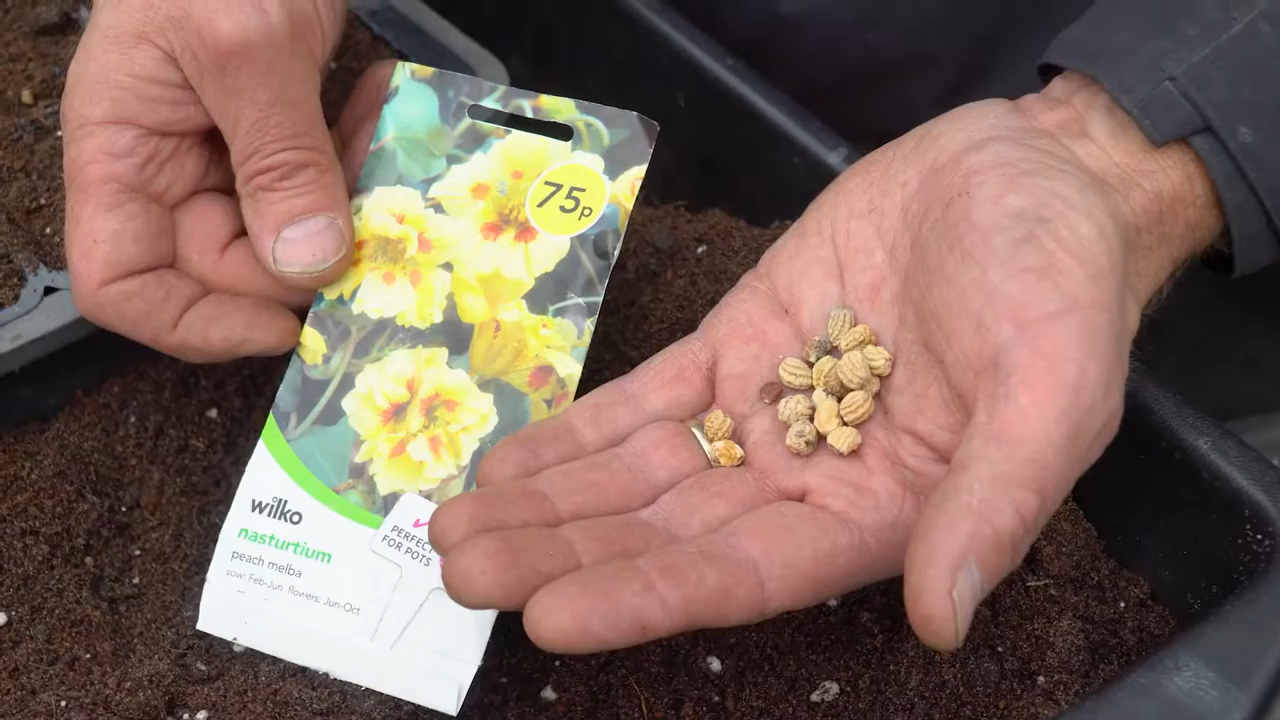 75p
wilko
nasturtium
peach melba
sow: Feb-Jun flowers: Jun-Oct
PERFECT
FOR POTS